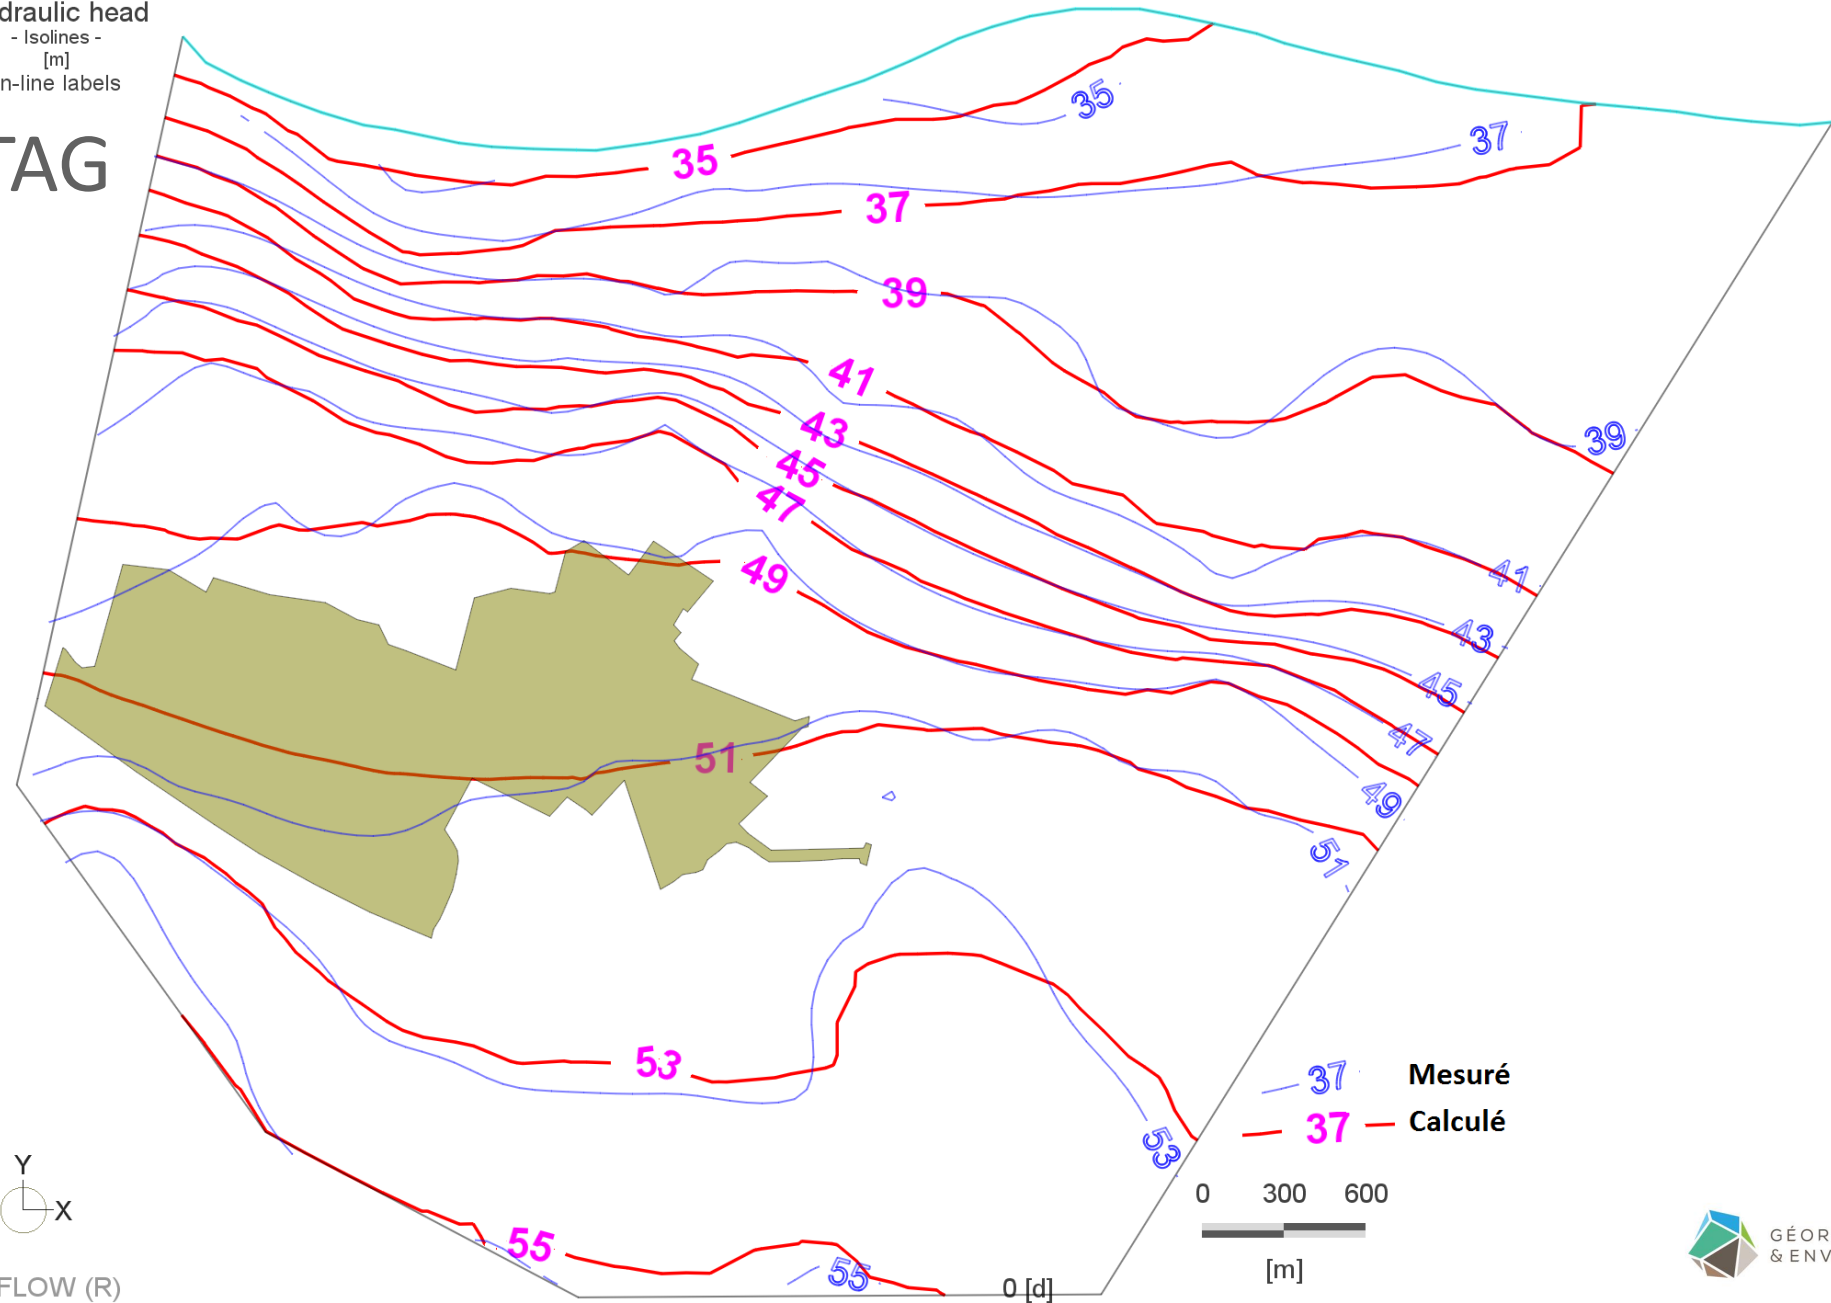 draulic head
- Isolines -
[m]
n-line labels
TAG
35
35
37
37
39
39
41
43
45
47
49
41
43
45
47
49
51
51
53
53
55
55
37 Mesuré
37 Calculé
0 300 600
[m]
0 [d]
Y
X
FLOW (R)
GÉOR
& ENV